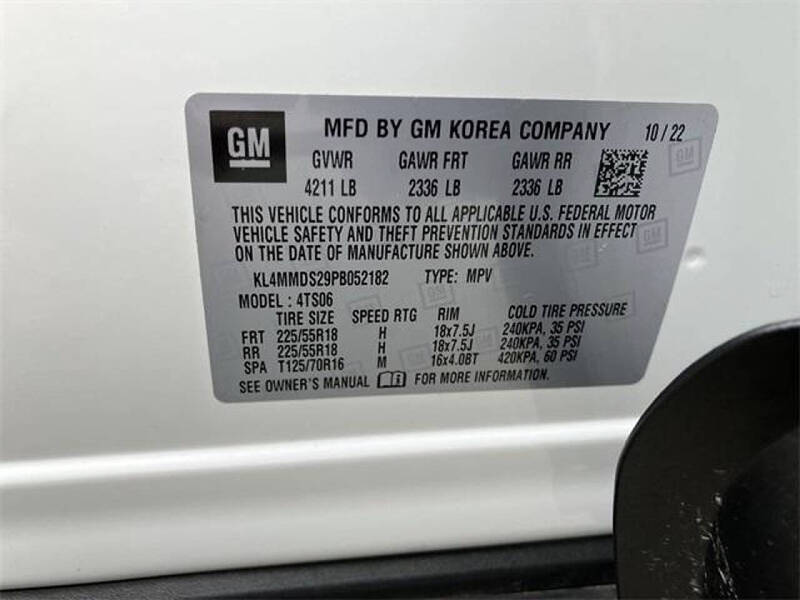 GM MFD BY GM KOREA COMPANY 10 / 22
GVWR GAWR FRT GAWR RR
4211 LB 2336 LB 2336 LB
THIS VEHICLE CONFORMS TO ALL APPLICABLE U.S. FEDERAL MOTOR
VEHICLE SAFETY AND THEFT PREVENTION STANDARDS IN EFFECT
ON THE DATE OF MANUFACTURE SHOWN ABOVE.
KL4MMDS29PB052182 TYPE: MPV
MODEL : 4TS06
TIRE SIZE SPEED RTG RIM COLD TIRE PRESSURE
FRT 225/55R18 H 18x7.5J 240KPA, 35 PSI
RR 225/55R18 H 18x7.5J 240KPA, 35 PSI
SPA T125/70R16 M 16x4.0BT 420KPA, 60 PSI
SEE OWNER'S MANUAL FOR MORE INFORMATION.